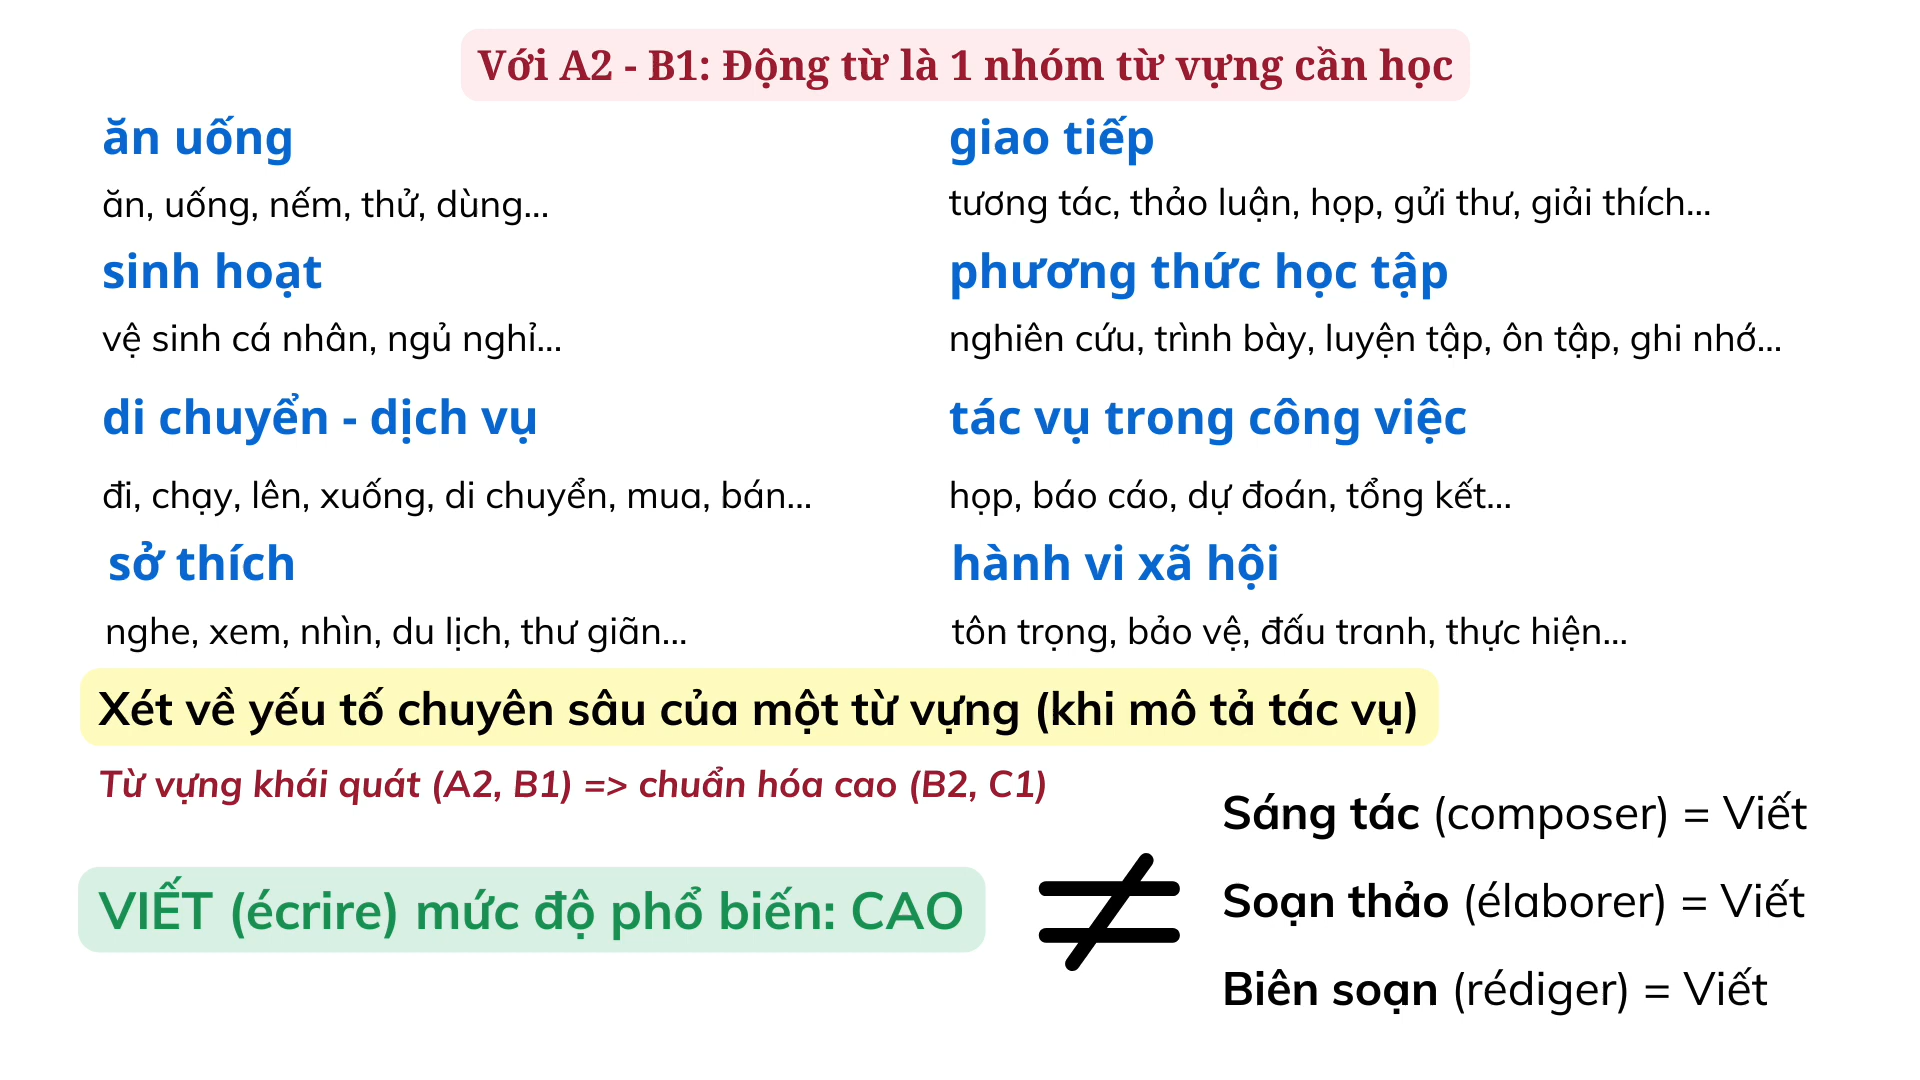 Với A2 - B1: Động từ là 1 nhóm từ vựng cần học
ăn uống
ăn, uống, nếm, thử, dùng...
sinh hoạt
vệ sinh cá nhân, ngủ nghỉ...
di chuyển - dịch vụ
đi, chạy, lên, xuống, di chuyển, mua, bán...
sở thích
nghe, xem, nhìn, du lịch, thư giãn...
giao tiếp
tương tác, thảo luận, họp, gửi thư, giải thích...
phương thức học tập
nghiên cứu, trình bày, luyện tập, ôn tập, ghi nhớ...
tác vụ trong công việc
họp, báo cáo, dự đoán, tổng kết...
hành vi xã hội
tôn trọng, bảo vệ, đấu tranh, thực hiện...
Xét về yếu tố chuyên sâu của một từ vựng (khi mô tả tác vụ)
Từ vựng khái quát (A2, B1) => chuẩn hóa cao (B2, C1)
VIẾT (écrire) mức độ phổ biến: CAO
≠
Sáng tác (composer) = Viết
Soạn thảo (élaborer) = Viết
Biên soạn (rédiger) = Viết